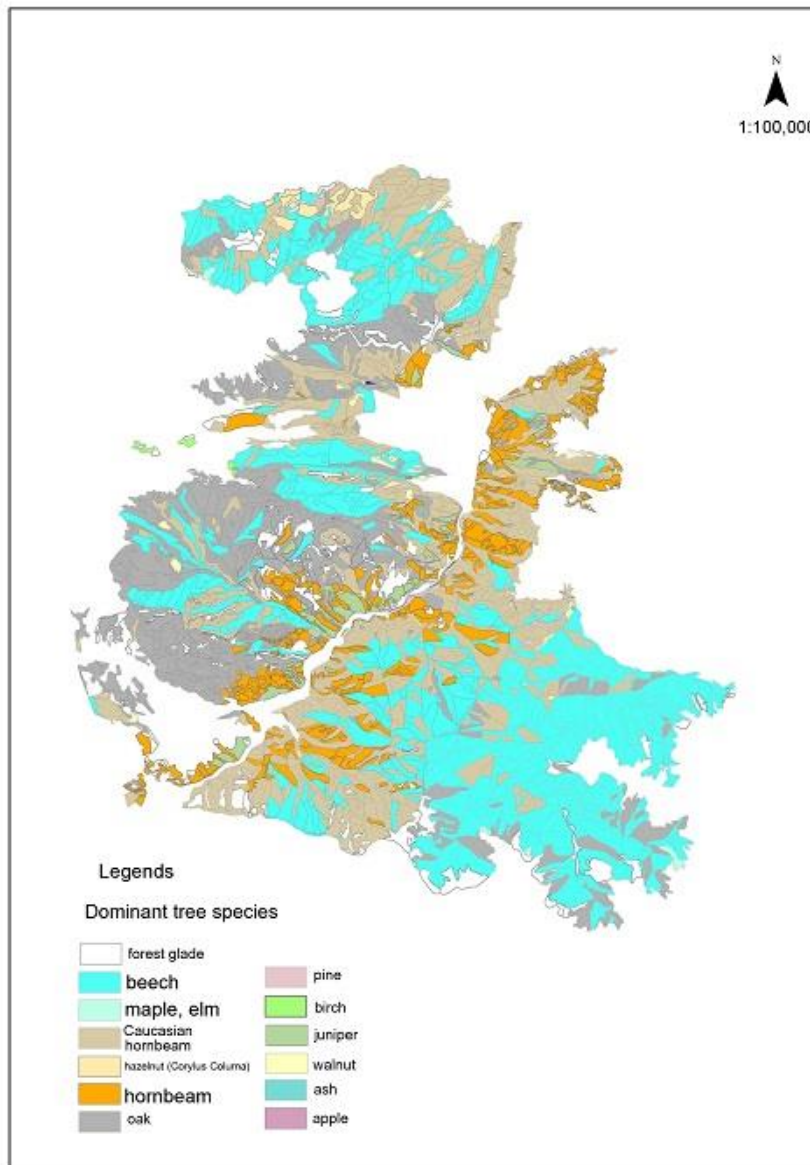 N
1:100,000
Legends
Dominant tree species
forest glade
beech
maple, elm
Caucasian
hornbeam
hazelnut (Corylus Columa)
hornbeam
oak
pine
birch
juniper
walnut
ash
apple